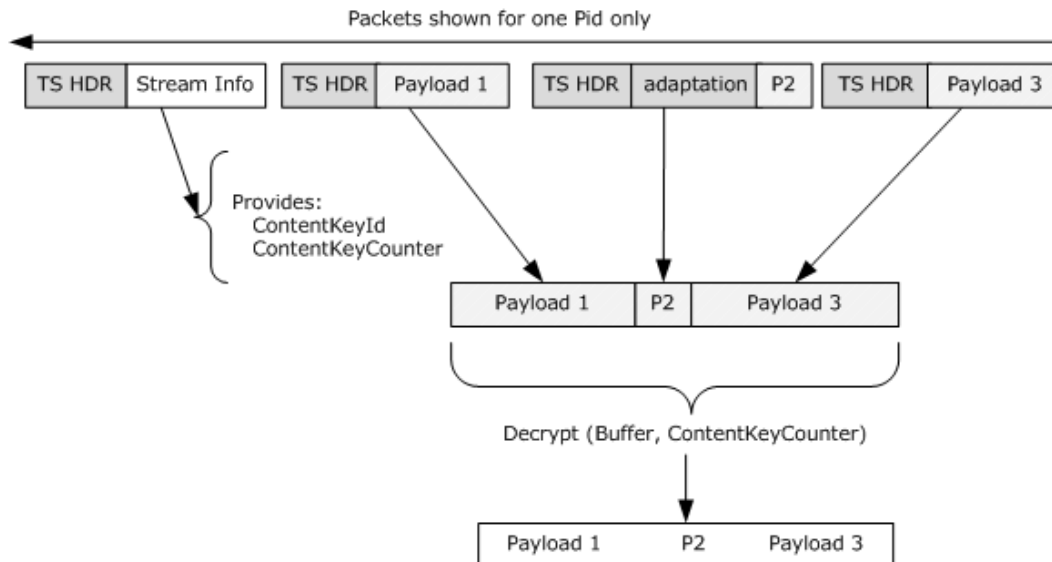 Packets shown for one Pid only
TS HDR Stream Info TS HDR Payload 1 TS HDR adaptation P2 TS HDR Payload 3
Provides:
ContentKeyId
ContentKeyCounter
Payload 1 P2 Payload 3
Decrypt (Buffer, ContentKeyCounter)
Payload 1 P2 Payload 3